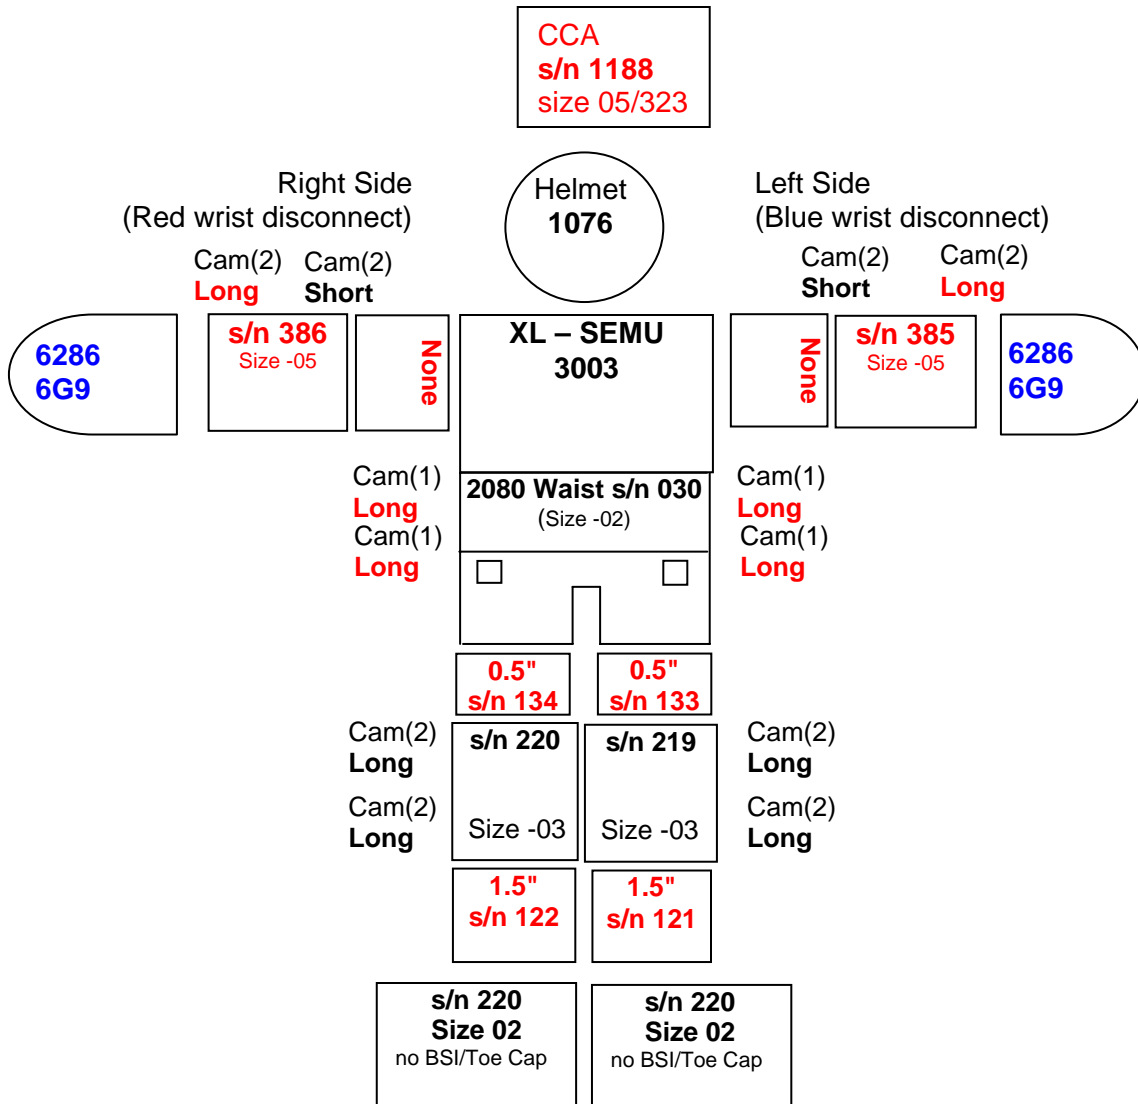 CCA
s/n 1188
size 05/323
Right Side
(Red wrist disconnect)
Helmet
1076
Left Side
(Blue wrist disconnect)
Cam(2)
Long
Cam(2)
Short
Cam(2)
Short
Cam(2)
Long
6286
6G9
s/n 386
Size -05
None
XL – SEMU
3003
None
s/n 385
Size -05
6286
6G9
Cam(1)
Long
Cam(1)
Long
2080 Waist s/n 030
(Size -02)
Cam(1)
Long
Cam(1)
Long
0.5"
s/n 134
0.5"
s/n 133
Cam(2)
Long
Cam(2)
Long
s/n 220
Size -03
s/n 219
Size -03
Cam(2)
Long
Cam(2)
Long
1.5"
s/n 122
1.5"
s/n 121
s/n 220
Size 02
no BSI/Toe Cap
s/n 220
Size 02
no BSI/Toe Cap